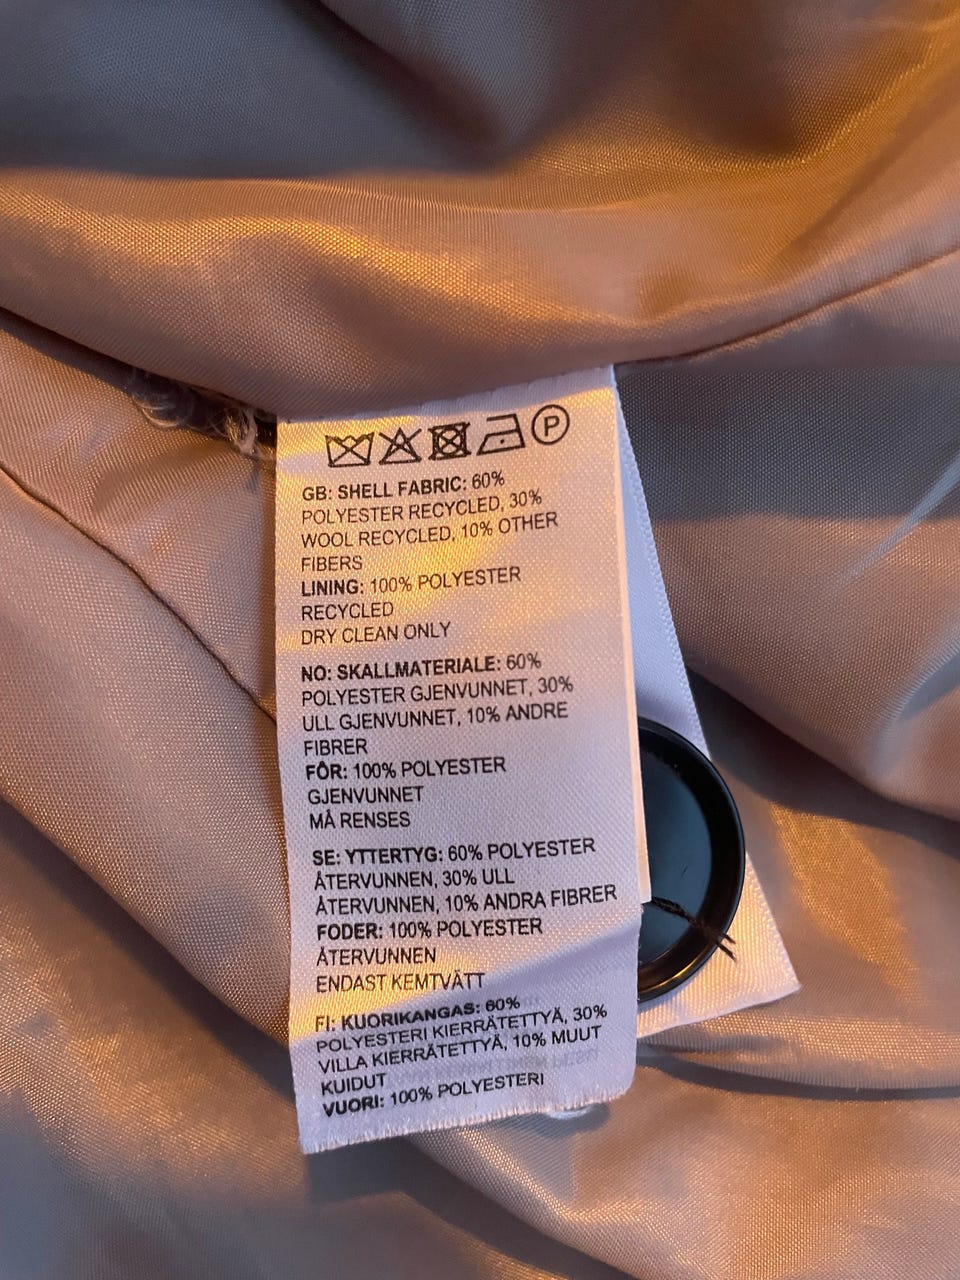 P
GB: SHELL FABRIC: 60%
POLYESTER RECYCLED, 30%
WOOL RECYCLED, 10% OTHER
FIBERS
LINING: 100% POLYESTER
RECYCLED
DRY CLEAN ONLY
NO: SKALLMATERIALE: 60%
POLYESTER GJENVUNNET, 30%
ULL GJENVUNNET, 10% ANDRE
FIBRER
FÔR: 100% POLYESTER
GJENVUNNET
MÅ RENSES
SE: YTTERTYG: 60% POLYESTER
ÅTERVUNNEN, 30% ULL
ÅTERVUNNEN, 10% ANDRA FIBRER
FODER: 100% POLYESTER
ÅTERVUNNEN
ENDAST KEMTVÄTT
FI: KUORIKANGAS: 60%
POLYESTERI KIERRÄTETTYÄ, 30%
VILLA KIERRÄTETTYÄ, 10% MUUT
KUIDUT
VUORI: 100% POLYESTERI